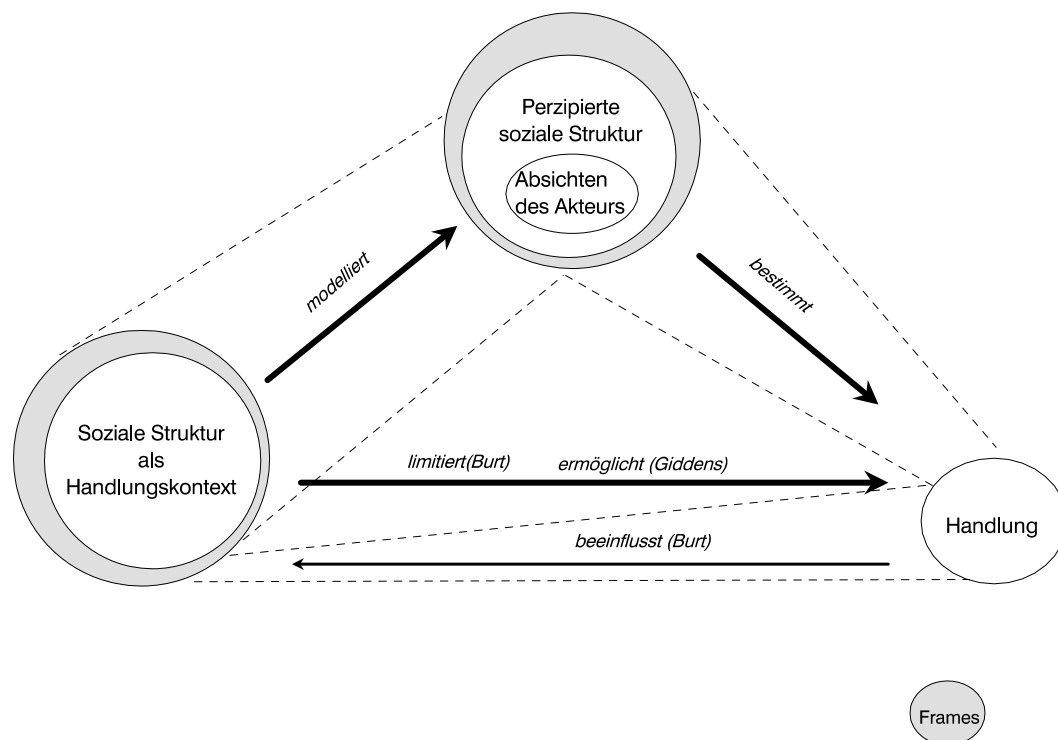 Perzipierte
soziale Struktur
Absichten
des Akteurs
modelliert
bestimmt
Soziale Struktur
als
Handlungskontext
limitiert(Burt) ermöglicht (Giddens)
Handlung
beeinflusst (Burt)
Frames